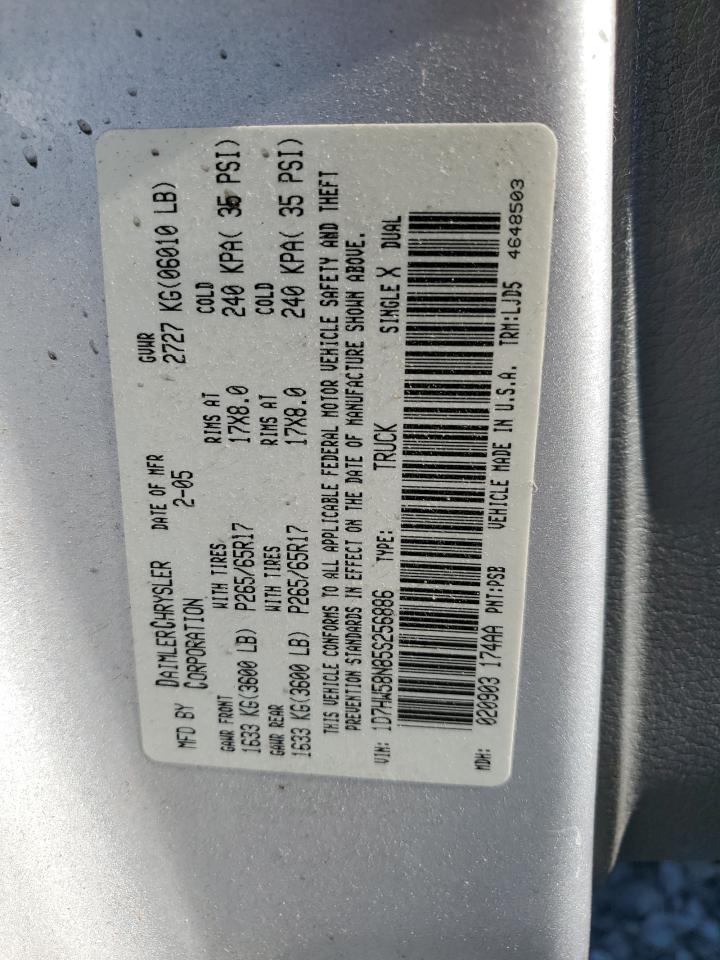 MFD BY DAIMLERCHRYSLER CORPORATION DATE OF MFR 2-05 GVWR 2727 KG(06010 LB)
GAWR FRONT WITH TIRES RIMS AT COLD
1633 KG(3600 LB) P265/65R17 17X8.0 240 KPA( 35 PSI)
GAWR REAR WITH TIRES RIMS AT COLD
1633 KG(3600 LB) P265/65R17 17X8.0 240 KPA( 35 PSI)
THIS VEHICLE CONFORMS TO ALL APPLICABLE FEDERAL MOTOR VEHICLE SAFETY AND THEFT
PREVENTION STANDARDS IN EFFECT ON THE DATE OF MANUFACTURE SHOWN ABOVE.
VIN: 1D7HW58N85S256886 TYPE: TRUCK SINGLE X DUAL
MDH: 020903 174AA PNT:PSB VEHICLE MADE IN U.S.A. TRM:LJD5 4648503